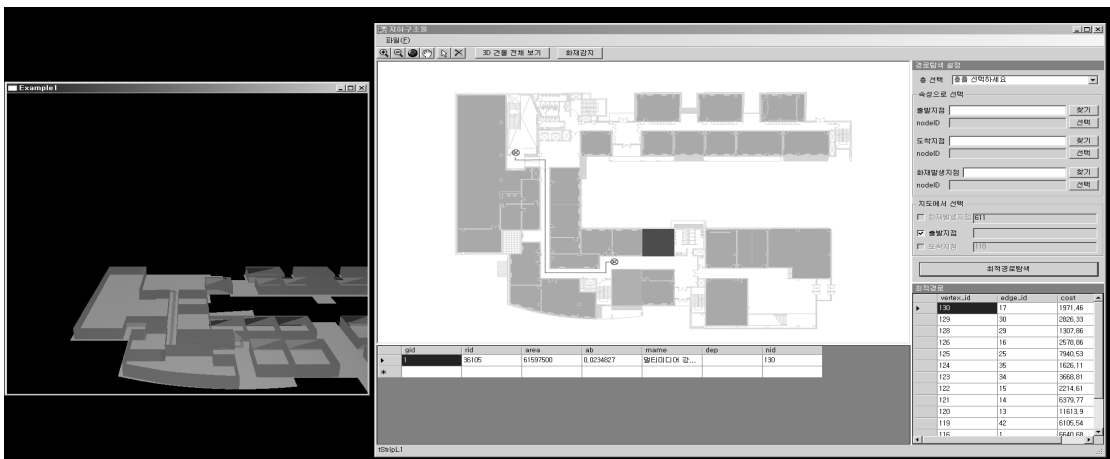 Example1
지하구조물
파일(F)
3D 건물 전체 보기 화재감지
경로탐색 설정
층 선택 층을 선택하세요
속성으로 선택
출발지점 찾기
nodeID 선택
도착지점 찾기
nodeID 선택
화재발생지점 찾기
nodeID 선택
지도에서 선택
화재발생지점 611
출발지점
도착지점 118
최적경로탐색
최적경로
vertex_id edge_id cost
130 17 1971,46
129 30 2826,33
128 29 1307,86
126 16 2578,86
125 25 7940,53
124 35 1626,11
123 34 3668,81
122 15 2214,61
121 14 6379,77
120 13 11613,9
119 42 6105,54
116 1 6640,68
gid rid area ab rname dep nid
1 36105 61597500 0,0234827 멀티미디어 강... 130
tStripL1